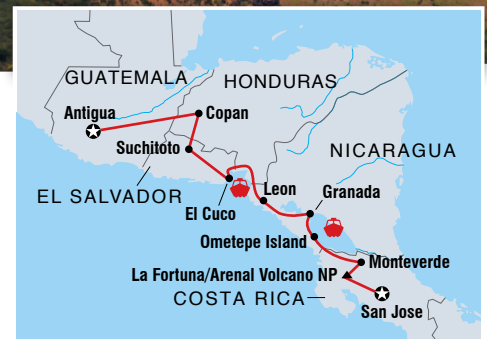 GUATEMALA
HONDURAS
Antigua
Copan
Suchitoto
NICARAGUA
EL SALVADOR
Leon
Granada
El Cuco
Ometepe Island
Monteverde
La Fortuna/Arenal Volcano NP
COSTA RICA
San Jose